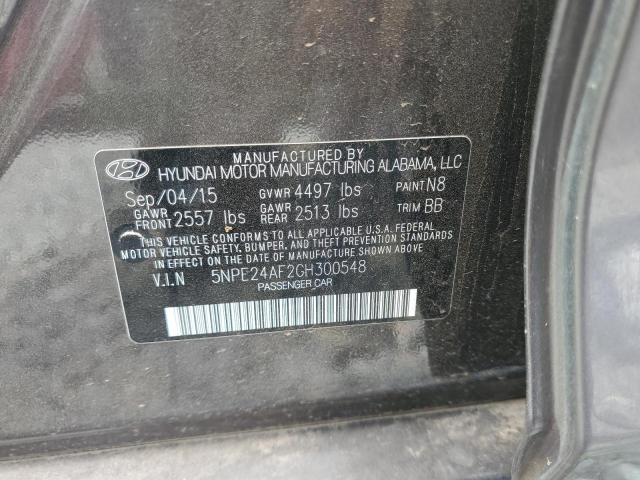 MANUFACTURED BY
HYUNDAI MOTOR MANUFACTURING ALABAMA, LLC
Sep/04/15 GVWR 4497 lbs PAINT N8
GAWR FRONT 2557 lbs GAWR REAR 2513 lbs TRIM BB
THIS VEHICLE CONFORMS TO ALL APPLICABLE U.S.A. FEDERAL
MOTOR VEHICLE SAFETY, BUMPER, AND THEFT PREVENTION STANDARDS
IN EFFECT ON THE DATE OF MANUFACTURE SHOWN ABOVE
V.I.N 5NPE24AF2GH300548
PASSENGER CAR